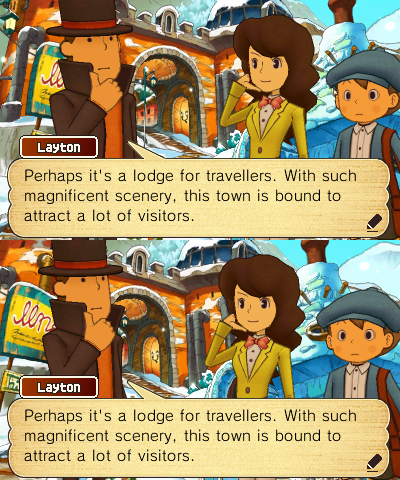 Layton
Perhaps it's a lodge for travellers. With such
magnificent scenery, this town is bound to
attract a lot of visitors.
Layton
Perhaps it's a lodge for travellers. With such
magnificent scenery, this town is bound to
attract a lot of visitors.